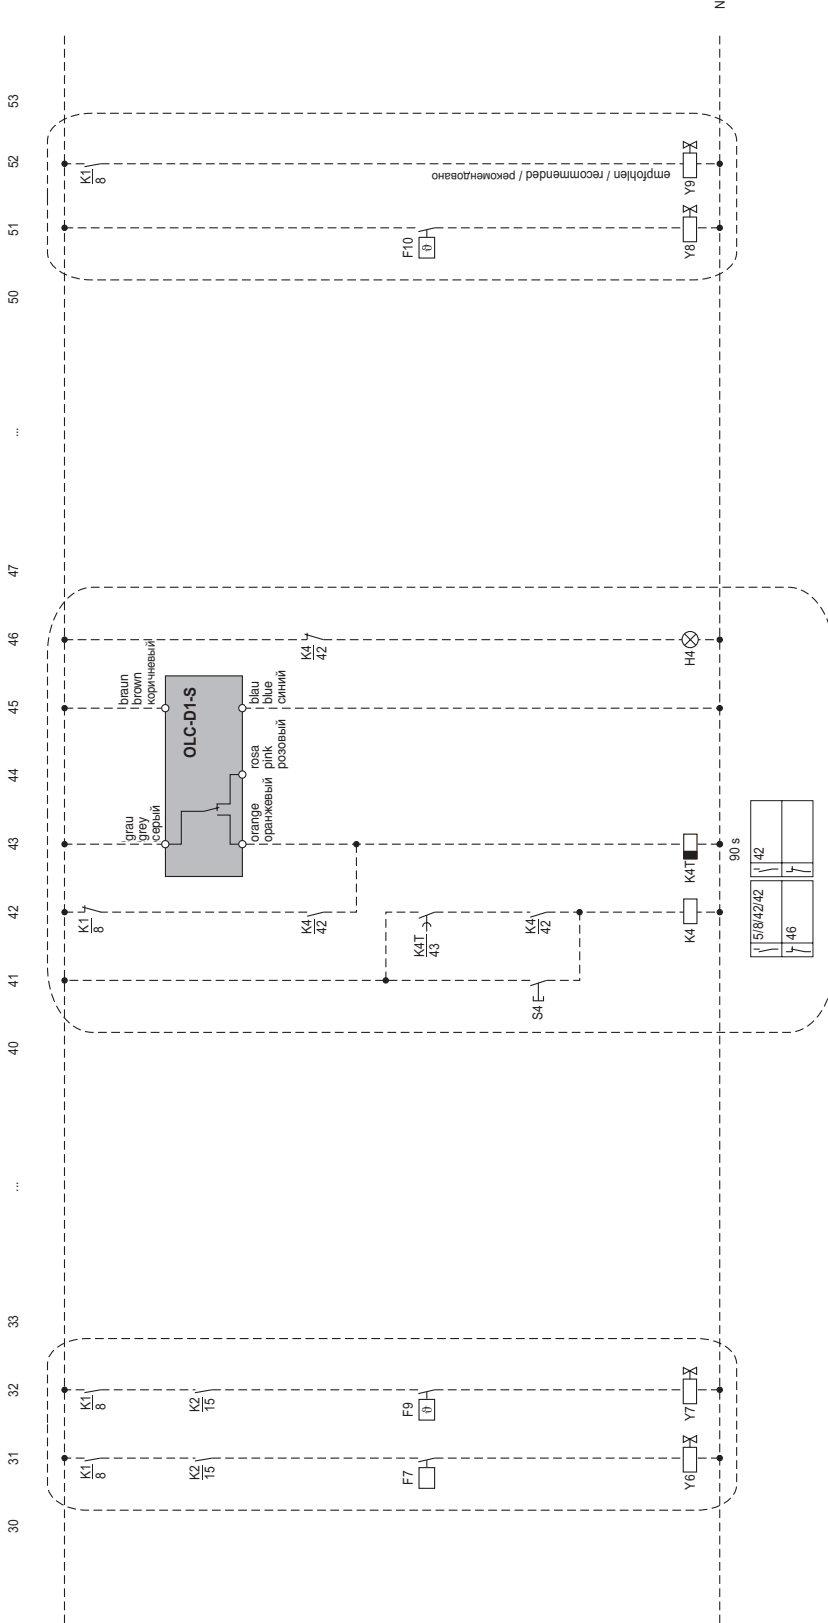 30 31 32 33 ... 40 41 42 43 44 45 46 47 ... 50 51 52 53
K1
8
K1
8
K2
15
K2
15
F7
F9
ϑ
Y6
Y7
K1
8
grau
grey
серый
braun
brown
коричневый
OLC-D1-S
orange
оранжевый
rosa
pink
розовый
blau
blue
синий
K4
42
K4
42
K4T
43
S4
K4
42
K4
K4T
H4
90 s
5/8/42/42
46
42
K1
8
F10
ϑ
empfohlen / recommended / рекомендовано
Y8
Y9
N